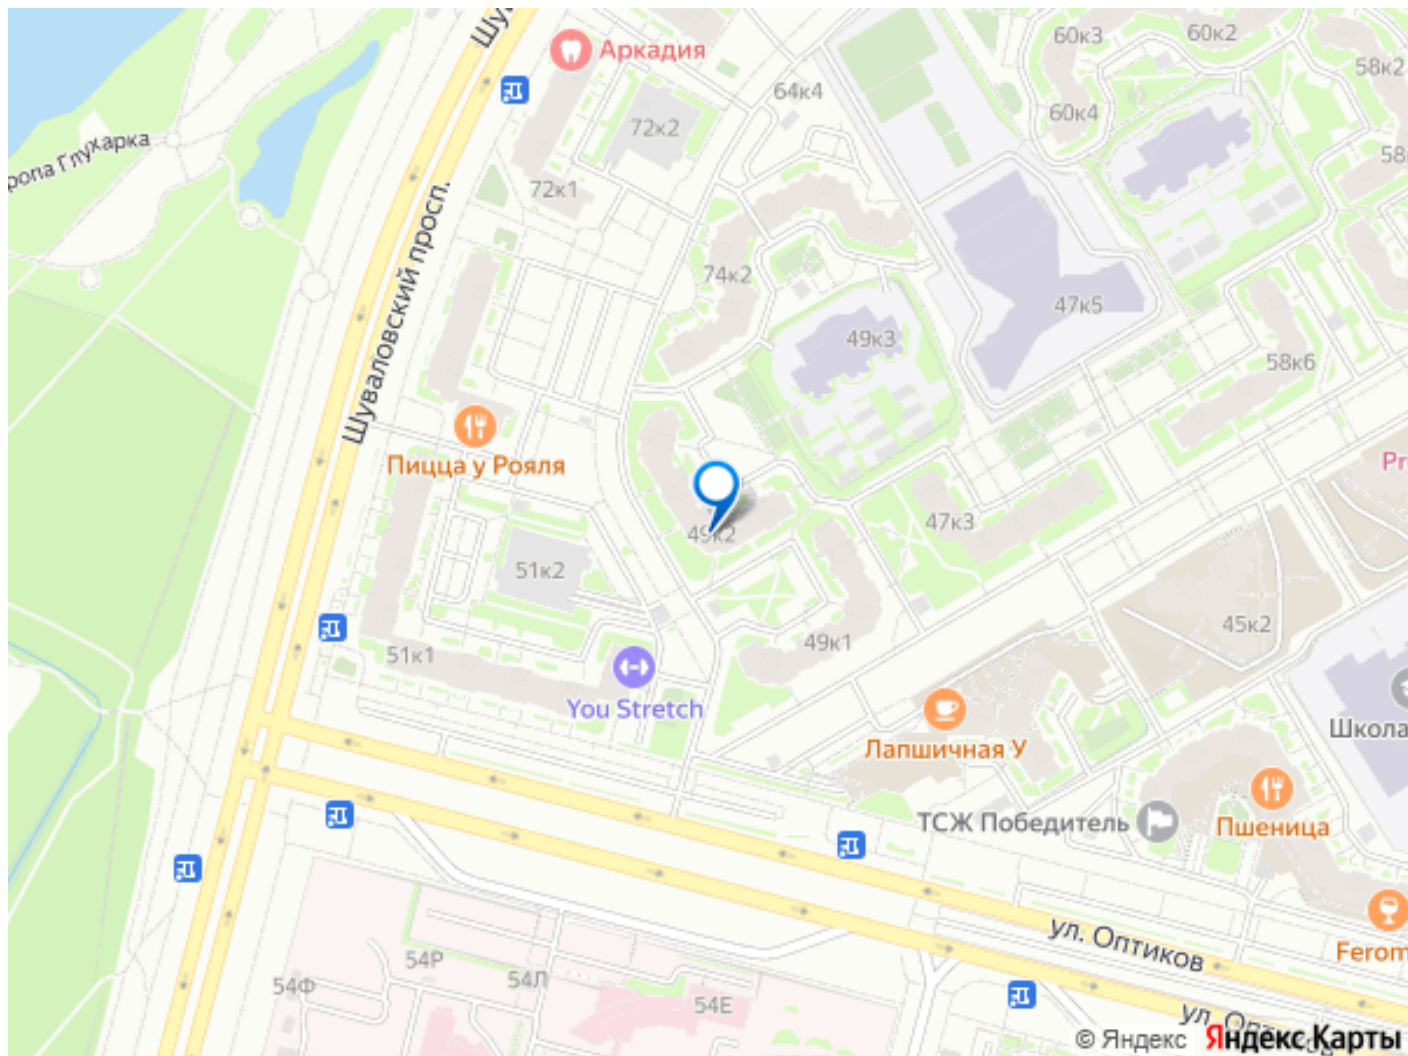 Аркадия
60к3
60к2
58к2
64к4
60к4
72к2
72к1
Шуваловский просп.
74к2
47к5
49к3
58к6
Пицца у Рояля
49к2
47к3
51к2
45к2
49к1
51к1
You Stretch
Лапшичная У
Школа
ТСЖ Победитель
Пшеница
ул. Оптиков
54Р
54Л
54Ф
54Е
© Яндекс Яндекс Карты